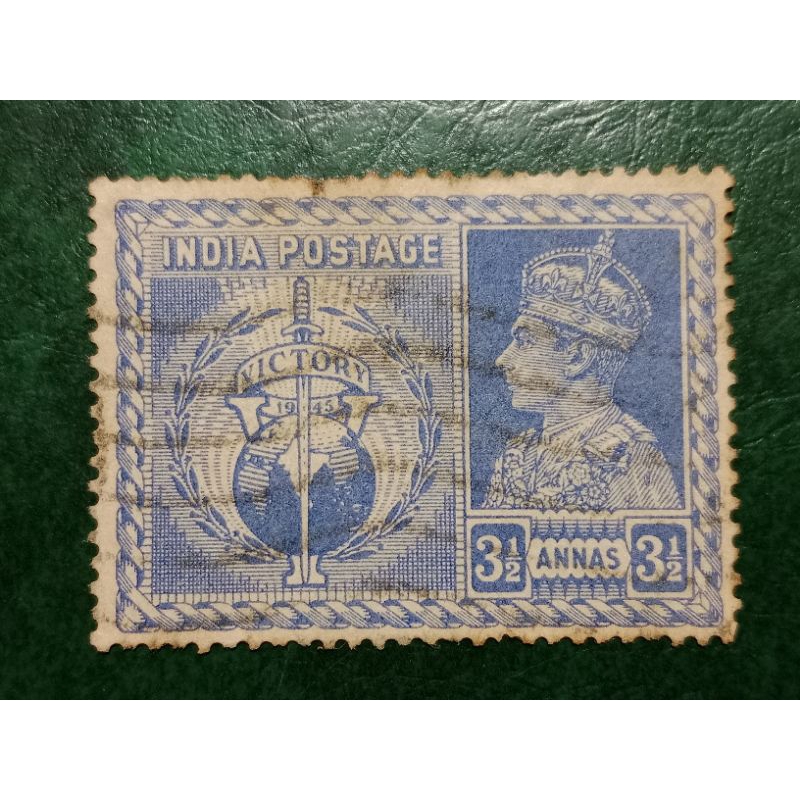 INDIA POSTAGE
VICTORY
1945
3½ ANNAS 3½